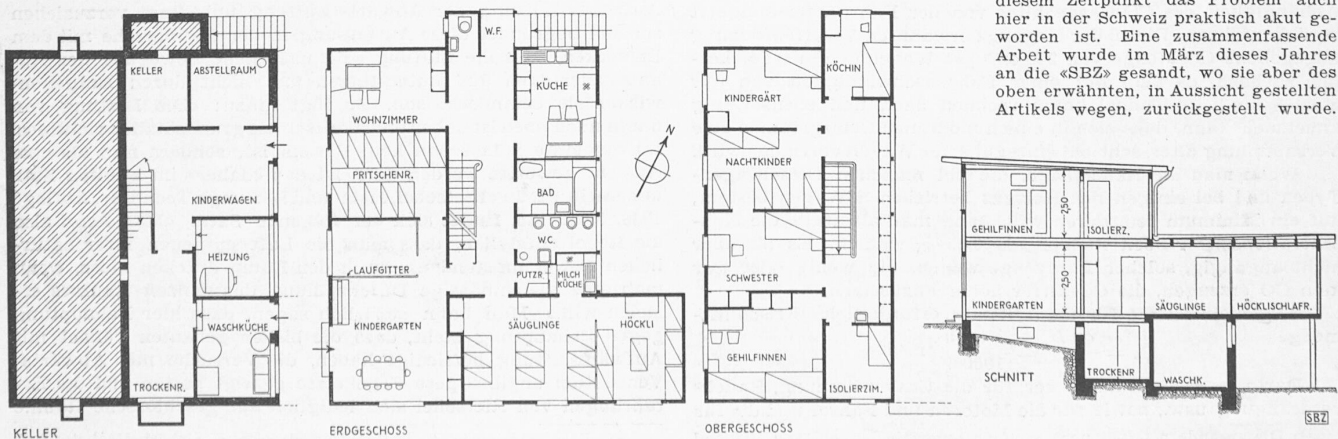 diesem Zeitpunkt das Problem auch
hier in der Schweiz praktisch akut ge-
worden ist. Eine zusammenfassende
Arbeit wurde im März dieses Jahres
an die «SBZ» gesandt, wo sie aber des
oben erwähnten, in Aussicht gestellten
Artikels wegen, zurückgestellt wurde.
KELLER
ABSTELLRAUM
KINDERWAGEN
HEIZUNG
WASCHKÜCHE
TROCKENR.
KELLER
W.F.
KÜCHE
WOHNZIMMER
PRITSCHENR.
BAD
WC.
LAUFGITTER
PUTZR.
MILCH
KÜCHE
KINDERGARTEN
SÄUGLINGE
HÖCKLI
ERDGESCHOSS
N
KÖCHIN
KINDERGÄRT
NACHTKINDER
SCHWESTER
GEHILFINNEN
ISOLIERZIM.
OBERGESCHOSS
GEHILFINNEN
2,50
ISOLIERZ.
KINDERGARTEN
2,50
SÄUGLINGE
HÖCKLISCHLAFR.
SCHNITT
TROCKENR
WASCHK.
SBZ